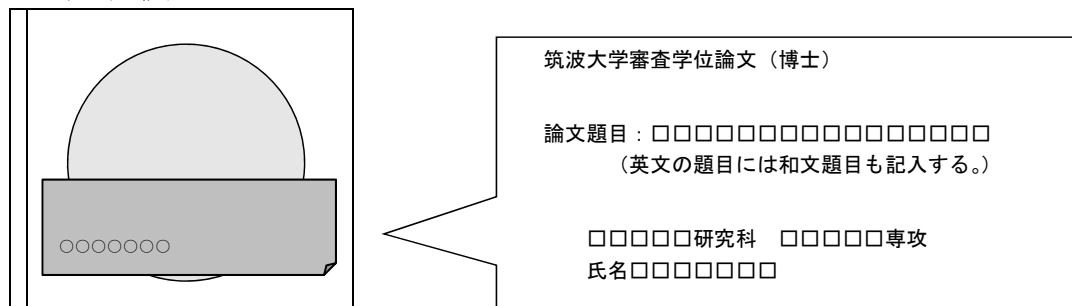 筑波大学審査学位論文（博士）
論文題目：□□□□□□□□□□□□□□□□
（英文の題目には和文題目も記入する。）
○○○○○○○
□□□□□研究科　□□□□□専攻
氏名□□□□□□□